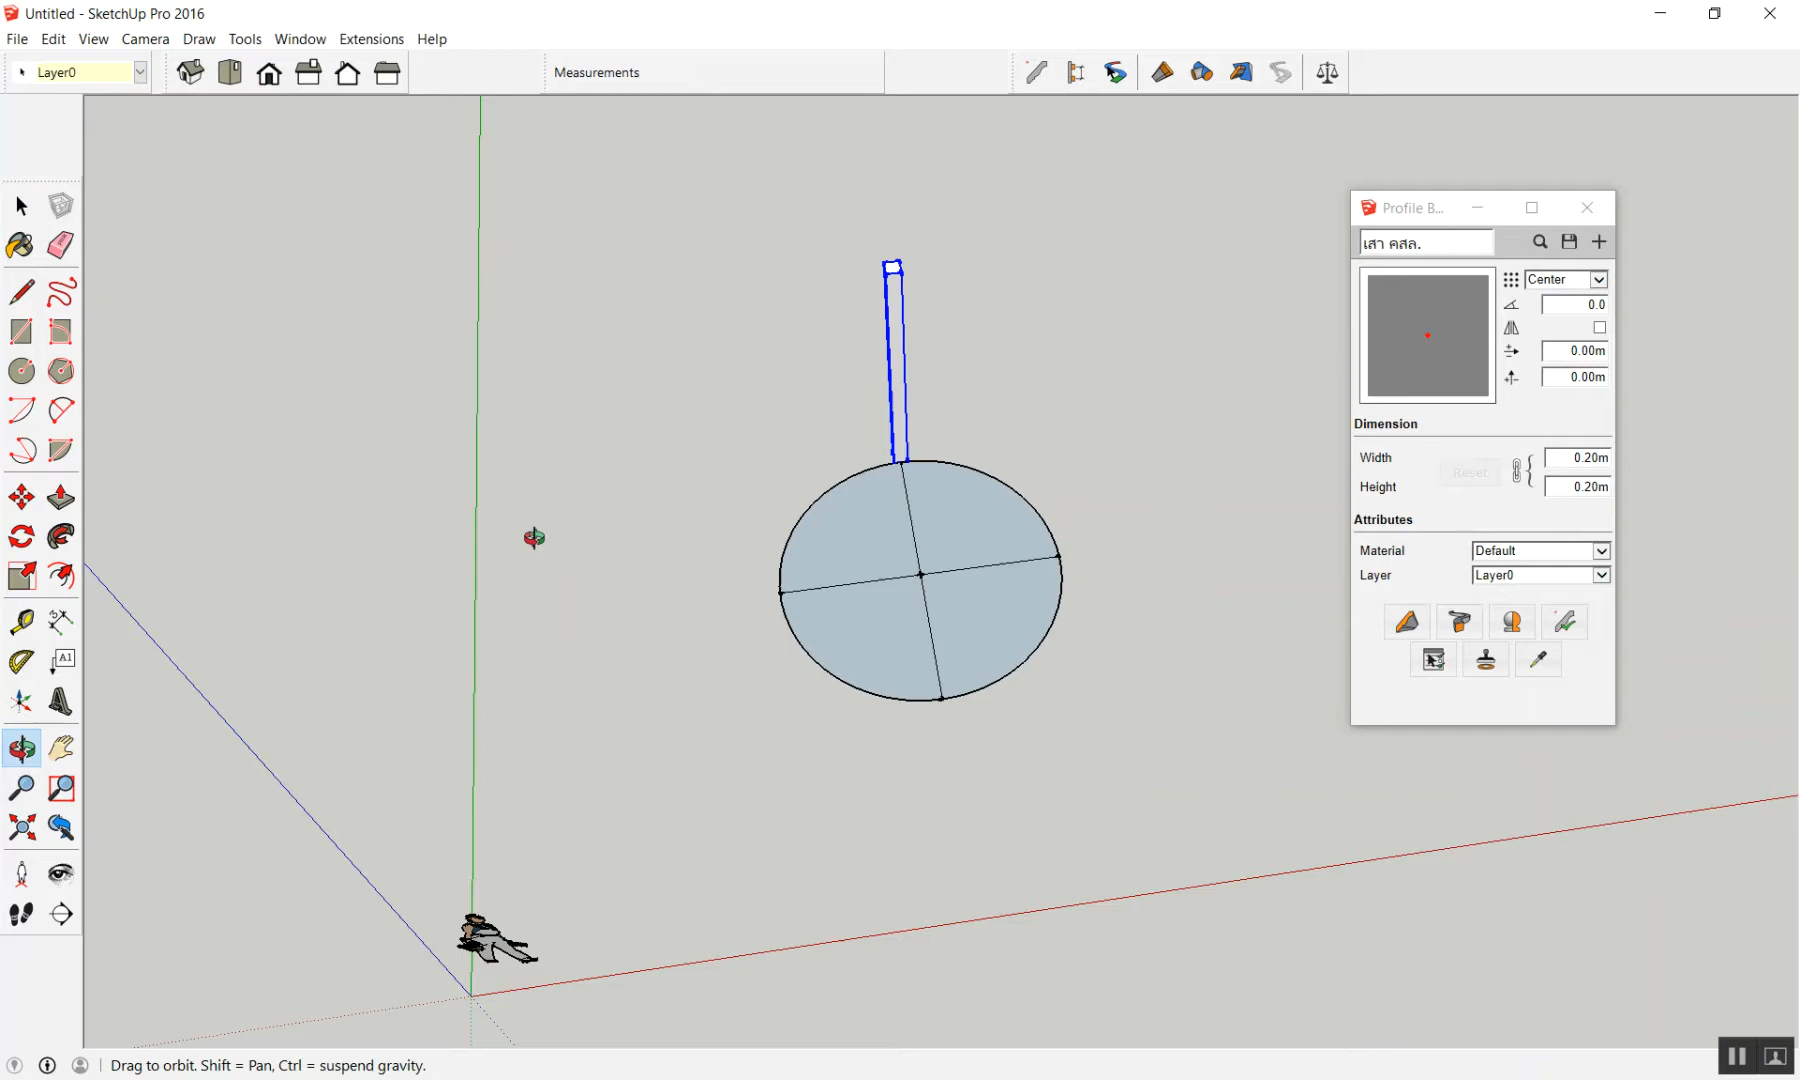 Untitled - SketchUp Pro 2016
File Edit View Camera Draw Tools Window Extensions Help
Layer0
Measurements
Profile B...
เสา คสล.
Center
0.0
0.00m
0.00m
Dimension
Width 0.20m
Reset
Height 0.20m
Attributes
Material Default
Layer Layer0
A1
Drag to orbit. Shift = Pan, Ctrl = suspend gravity.